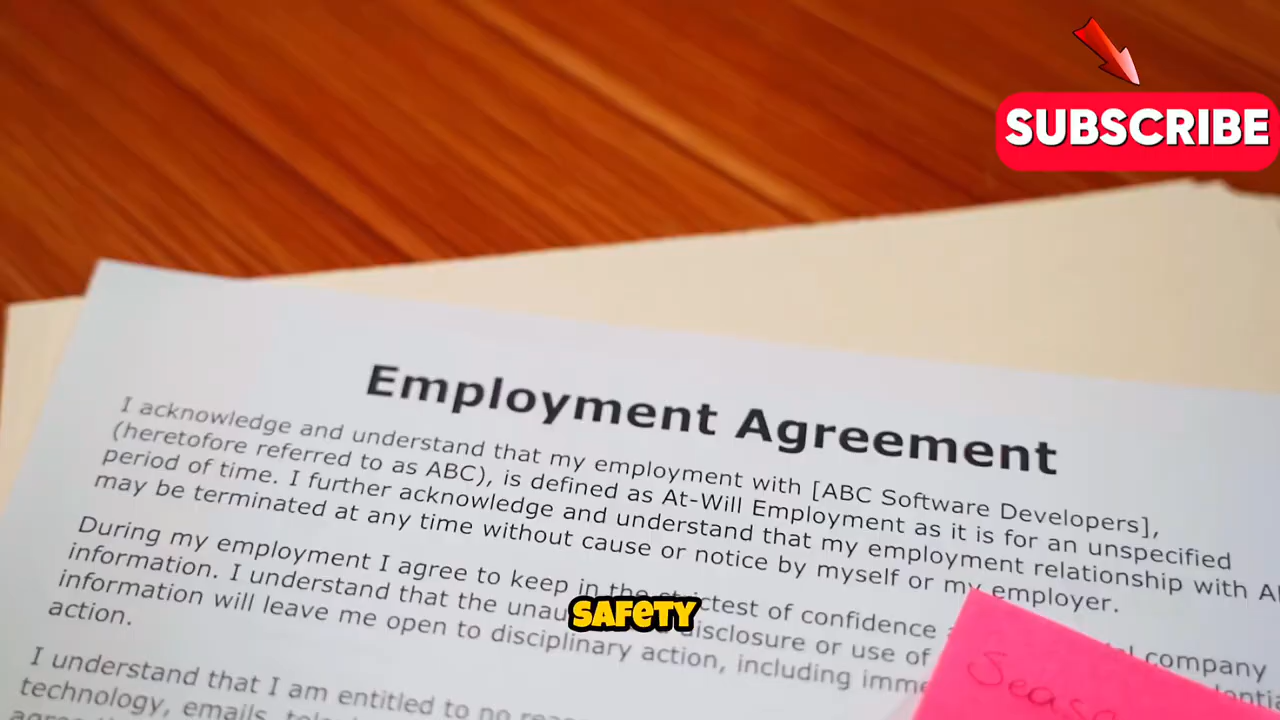 SUBSCRIBE
Employment Agreement
I acknowledge and understand that my employment with [ABC Software Developers],
(heretofore referred to as ABC), is defined as At-Will Employment as it is for an unspecified
period of time. I further acknowledge and understand that my employment relationship with
may be terminated at any time without cause or notice by myself or my employer.
During my employment I agree to keep in the strictest of confidence
information. I understand that the disclosure or use of company
information will leave me open to disciplinary action, including
action.
SAFETY
I understand that I am entitled to no
technology, emails,